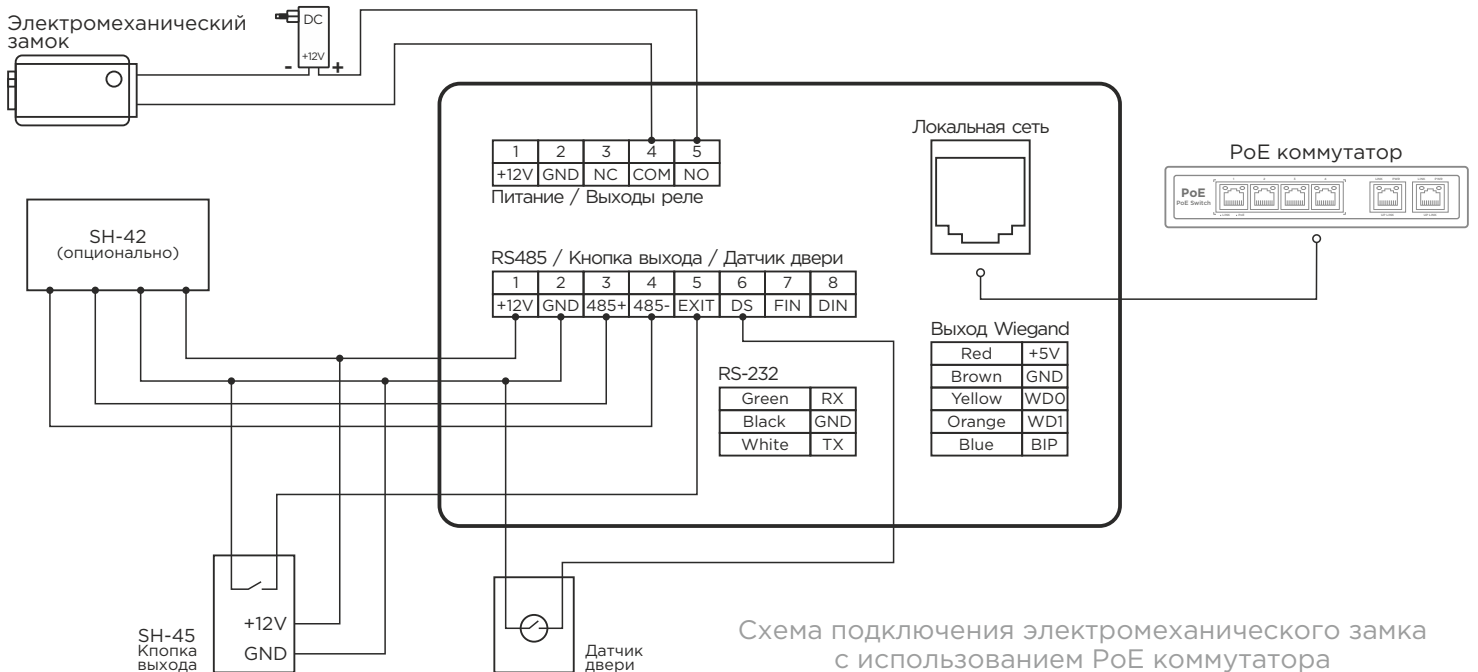 Электромеханический
замок
DC
+12V
- +
Локальная сеть
PoE коммутатор
1 2 3 4 5
+12V GND NC COM NO
Питание / Выходы реле
PoE
PoE Switch
SH-42
(опционально)
RS485 / Кнопка выхода / Датчик двери
1 2 3 4 5 6 7 8
+12V GND 485+ 485- EXIT DS FIN DIN
Выход Wiegand
Red +5V
Brown GND
Yellow WD0
Orange WD1
Blue BIP
RS-232
Green RX
Black GND
White TX
+12V
GND
SH-45
Кнопка
выхода
Датчик
двери
Схема подключения электромеханического замка
с использованием PoE коммутатора